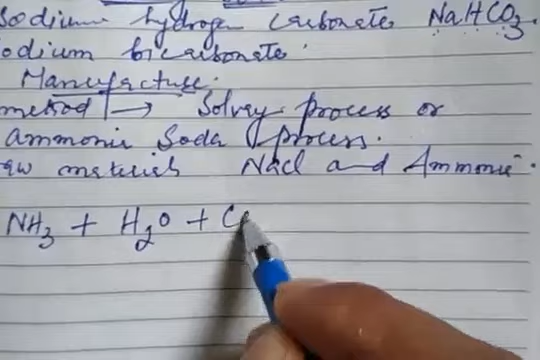 Sodium hydrogen carbonate NaHCO3.
odium bicarbonate.
Manufacture.
method → Solvay process or
ammonia Soda process.
aw materials NaCl and Ammonia.
NH3 + H2O + C